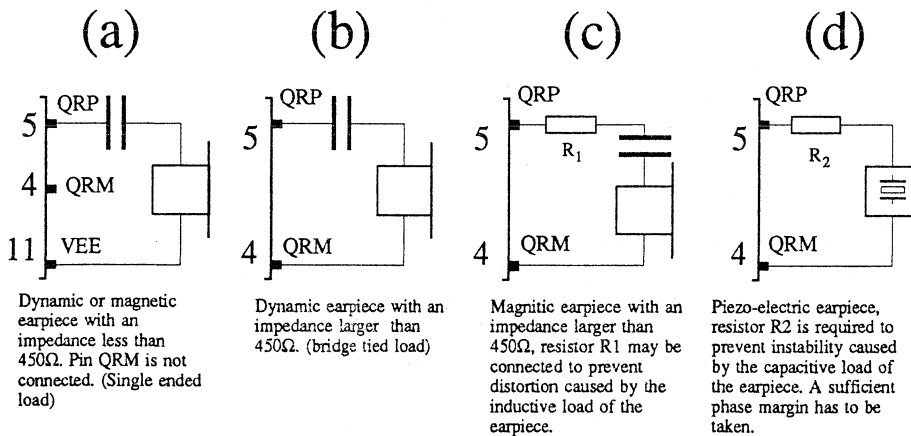 (a)
(b)
(c)
(d)
QRP
5
4
QRM
11
VEE
QRP
5
4
QRM
QRP
5
R1
4
QRM
QRP
5
R2
4
QRM
Dynamic or magnetic
earpiece with an
impedance less than
450Ω. Pin QRM is not
connected. (Single ended
load)
Dynamic earpiece with an
impedance larger than
450Ω. (bridge tied load)
Magnitic earpiece with an
impedance larger than
450Ω, resistor R1 may be
connected to prevent
distortion caused by the
inductive load of the
earpiece.
Piezo-electric earpiece,
resistor R2 is required to
prevent instability caused
by the capacitive load of
the earpiece. A sufficient
phase margin has to be
taken.